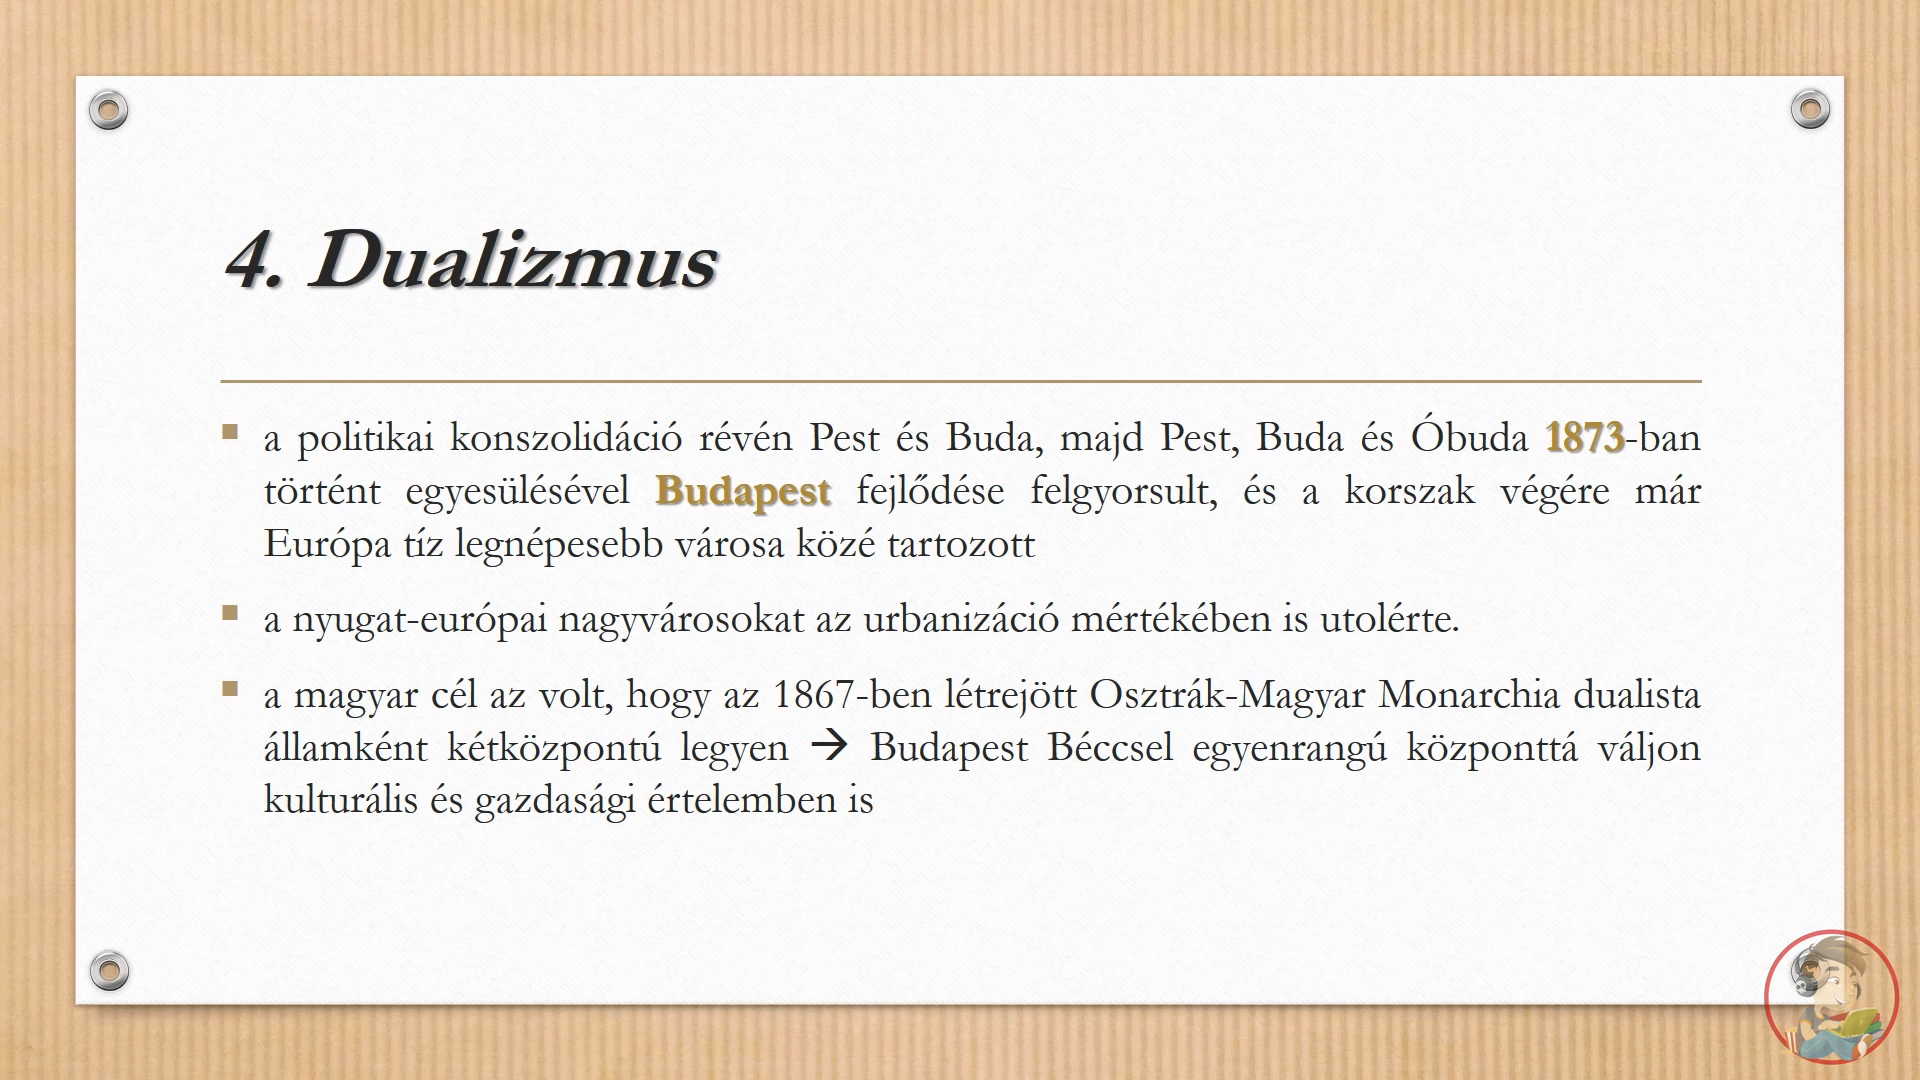 4. Dualizmus
▪ a politikai konszolidáció révén Pest és Buda, majd Pest, Buda és Óbuda 1873-ban
történt egyesülésével Budapest fejlődése felgyorsult, és a korszak végére már
Európa tíz legnépesebb városa közé tartozott
▪ a nyugat-európai nagyvárosokat az urbanizáció mértékében is utolérte.
▪ a magyar cél az volt, hogy az 1867-ben létrejött Osztrák-Magyar Monarchia dualista
államként kétközpontú legyen → Budapest Béccsel egyenrangú központtá váljon
kulturális és gazdasági értelemben is